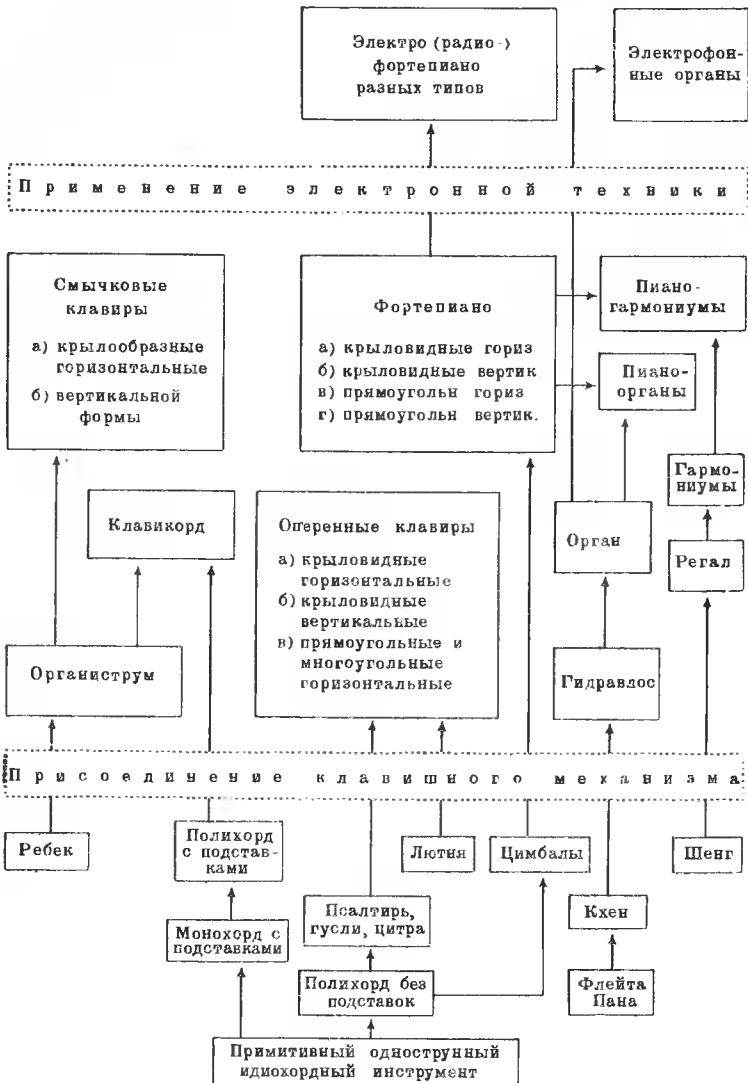 Электро (радио-)
фортепиано
разных типов
Электрофон-
ные органы
Применение электронной техники
Смычковые
клавиры
а) крылообразные
горизонтальные
б) вертикальной
формы
Фортепиано
а) крыловидные гориз
б) крыловидные вертик
в) прямоугольн гориз
г) прямоугольн вертик.
Пиано-
гармониумы
Пиано-
органы
Гармо-
ниумы
Клавикорд
Оперенные клавиры
а) крыловидные
горизонтальные
б) крыловидные
вертикальные
в) прямоугольные и
многоугольные
горизонтальные
Орган
Регал
Органиструм
Гидравлос
Присоединение клавишного механизма
Ребек
Полихорд
с подстав-
ками
Лютня
Цимбалы
Шенг
Монохорд с
подставками
Псалтирь,
гусли, цитра
Кхен
Полихорд без
подставок
Флейта
Пана
Примитивный однострунный
идиохордный инструмент